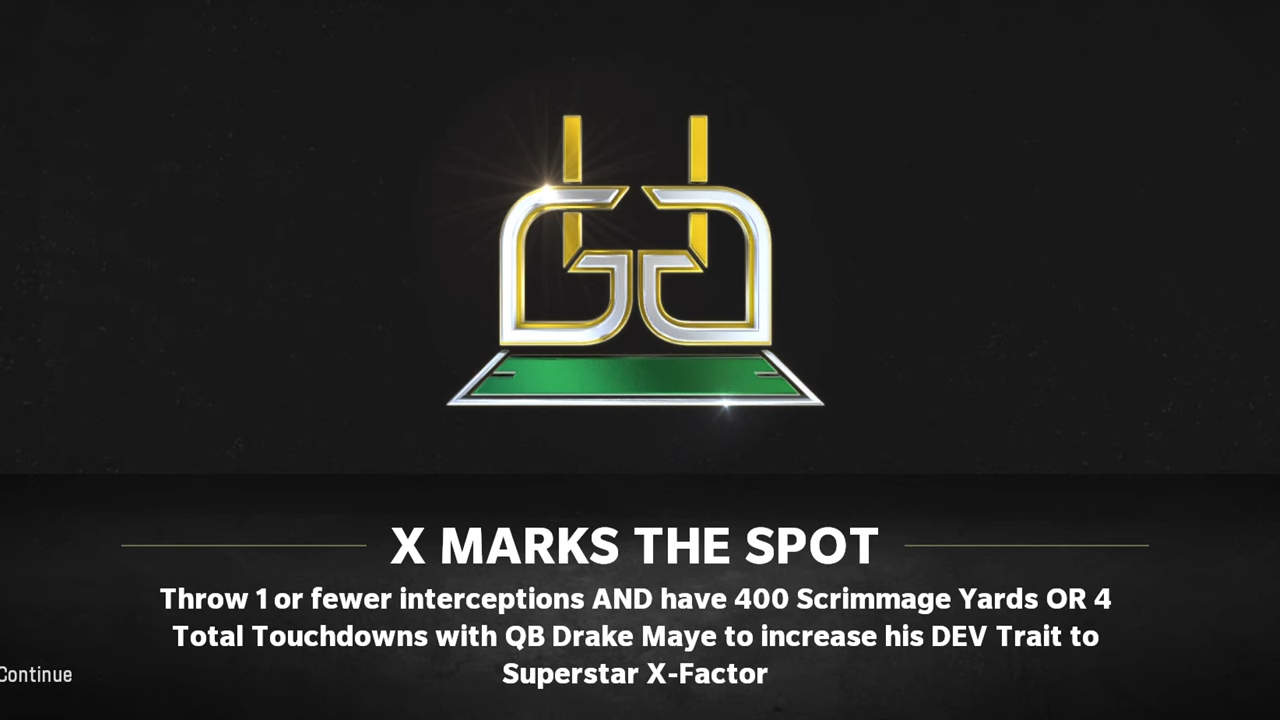 X MARKS THE SPOT
Throw 1 or fewer interceptions AND have 400 Scrimmage Yards OR 4
Total Touchdowns with QB Drake Maye to increase his DEV Trait to
Superstar X-Factor
Continue